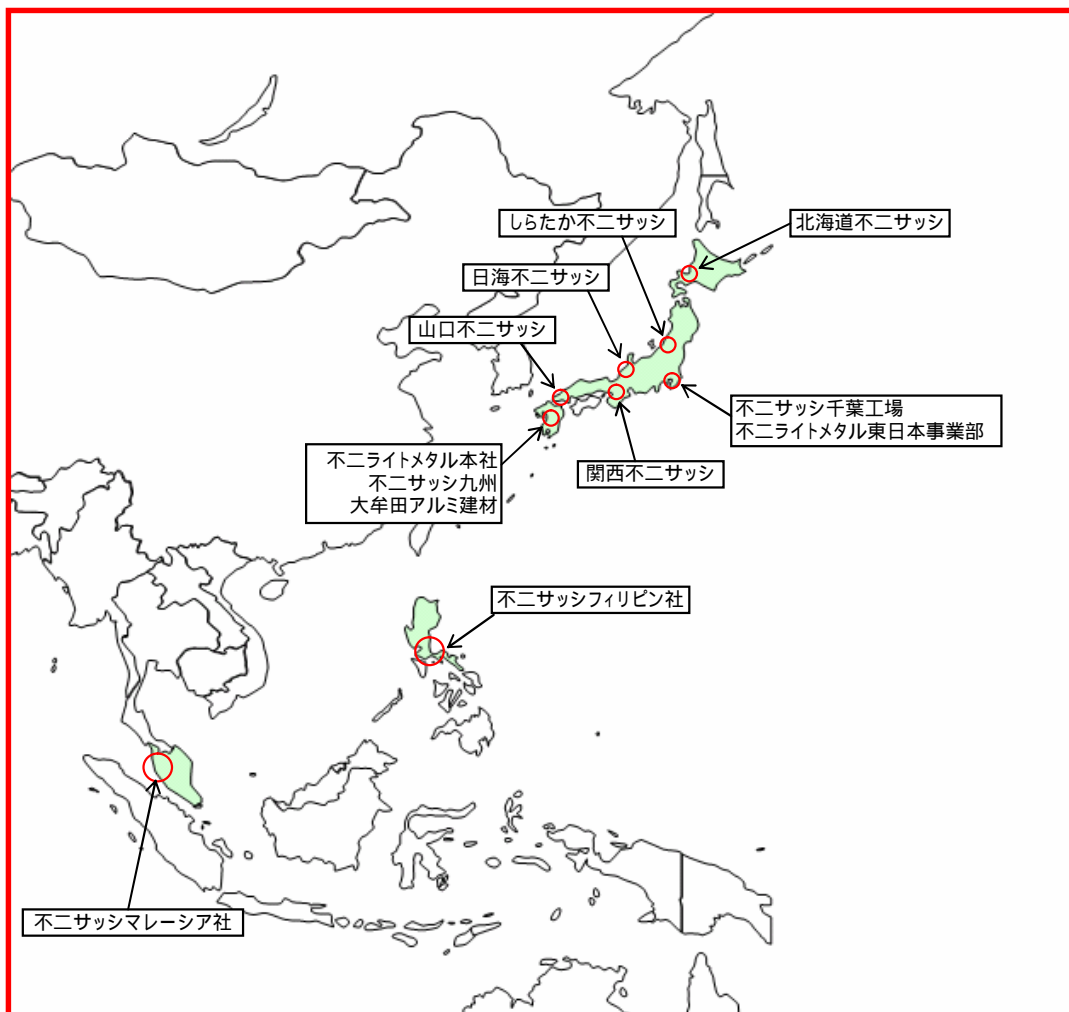 しらたか不二サッシ
北海道不二サッシ
日海不二サッシ
山口不二サッシ
不二サッシ千葉工場
不二ライトメタル東日本事業部
関西不二サッシ
不二ライトメタル本社
不二サッシ九州
大牟田アルミ建材
不二サッシフィリピン社
不二サッシマレーシア社